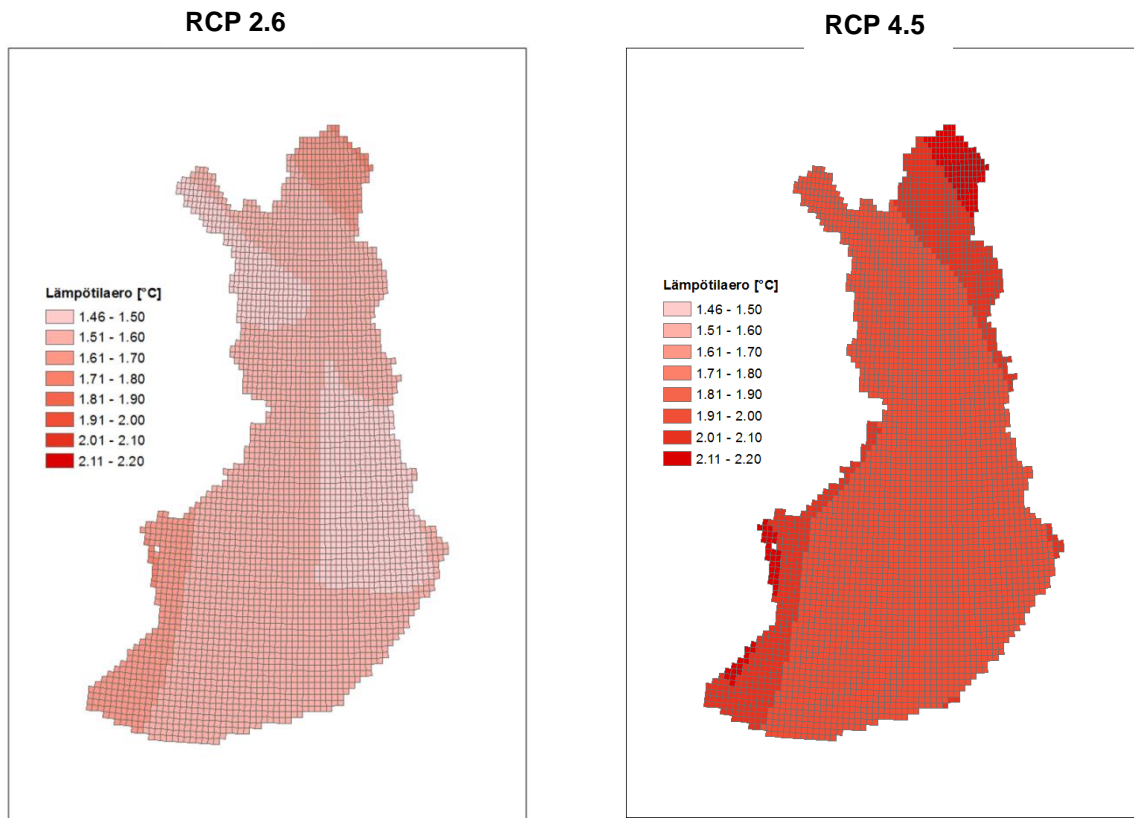 RCP 2.6
Lämpötilaero [°C]
1.46 - 1.50
1.51 - 1.60
1.61 - 1.70
1.71 - 1.80
1.81 - 1.90
1.91 - 2.00
2.01 - 2.10
2.11 - 2.20
RCP 4.5
Lämpötilaero [°C]
1.46 - 1.50
1.51 - 1.60
1.61 - 1.70
1.71 - 1.80
1.81 - 1.90
1.91 - 2.00
2.01 - 2.10
2.11 - 2.20